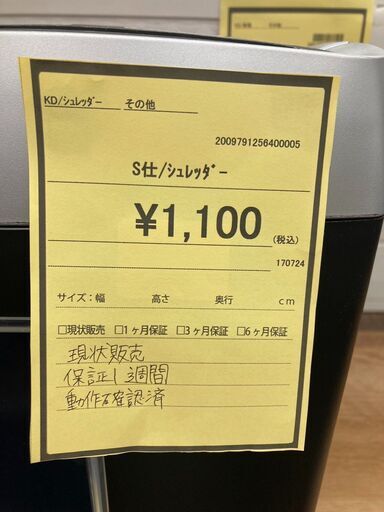 KD/ｼｭﾚｯﾀﾞｰ その他
2009791256400005
S仕/ｼｭﾚｯﾀﾞｰ
¥1,100 (税込)
170724
サイズ:幅 高さ 奥行 cm
□現状販売 □1ヶ月保証 □3ヶ月保証 □6ヶ月保証
現状販売
保証1 3週間
動作確認済